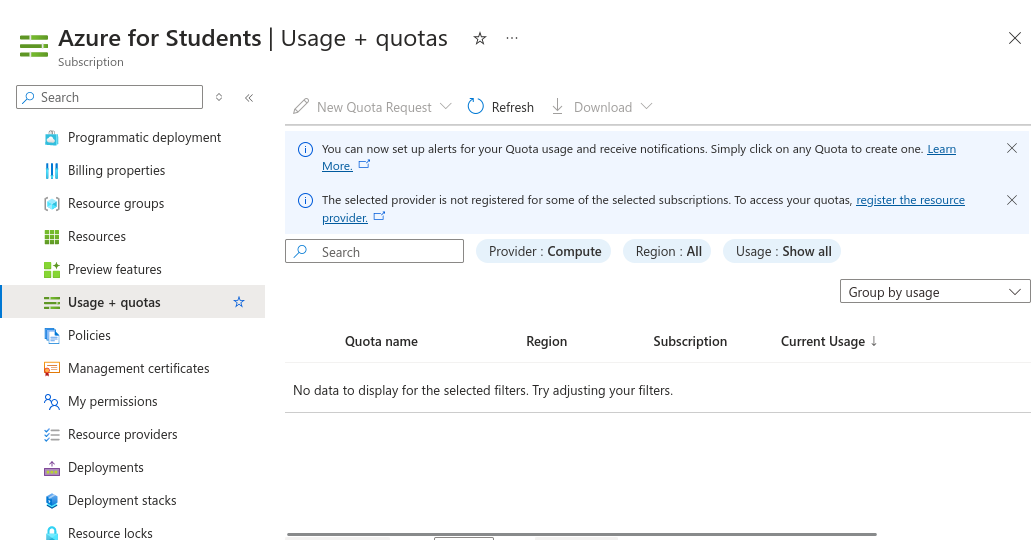 Azure for Students | Usage + quotas
Subscription
Search
New Quota Request
Refresh
Download
Programmatic deployment
Billing properties
Resource groups
Resources
Preview features
Usage + quotas
Policies
Management certificates
My permissions
Resource providers
Deployments
Deployment stacks
Resource locks
You can now set up alerts for your Quota usage and receive notifications. Simply click on any Quota to create one. Learn
More.
The selected provider is not registered for some of the selected subscriptions. To access your quotas, register the resource
provider.
Search
Provider : Compute
Region : All
Usage : Show all
Group by usage
Quota name Region Subscription Current Usage ↓
No data to display for the selected filters. Try adjusting your filters.